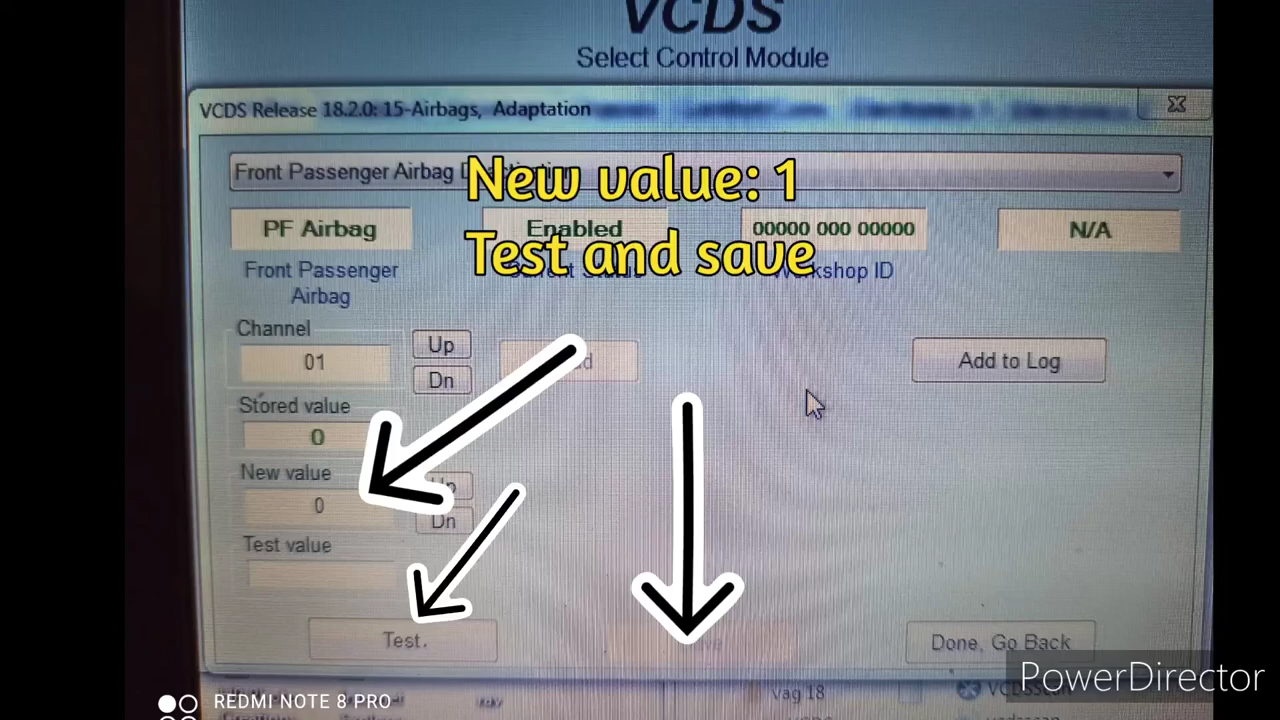 VCDS
Select Control Module
VCDS Release 18.2.0: 15-Airbags, Adaptation
Front Passenger Airbag
New value: 1
PF Airbag
Enabled
00000 000 00000
N/A
Test and save
Front Passenger
Airbag
Workshop ID
Channel
01
Up
Dn
Add to Log
Stored value
0
New value
0
Up
Dn
Test value
Test.
Done, Go Back
PowerDirector
REDMI NOTE 8 PRO
vag 18